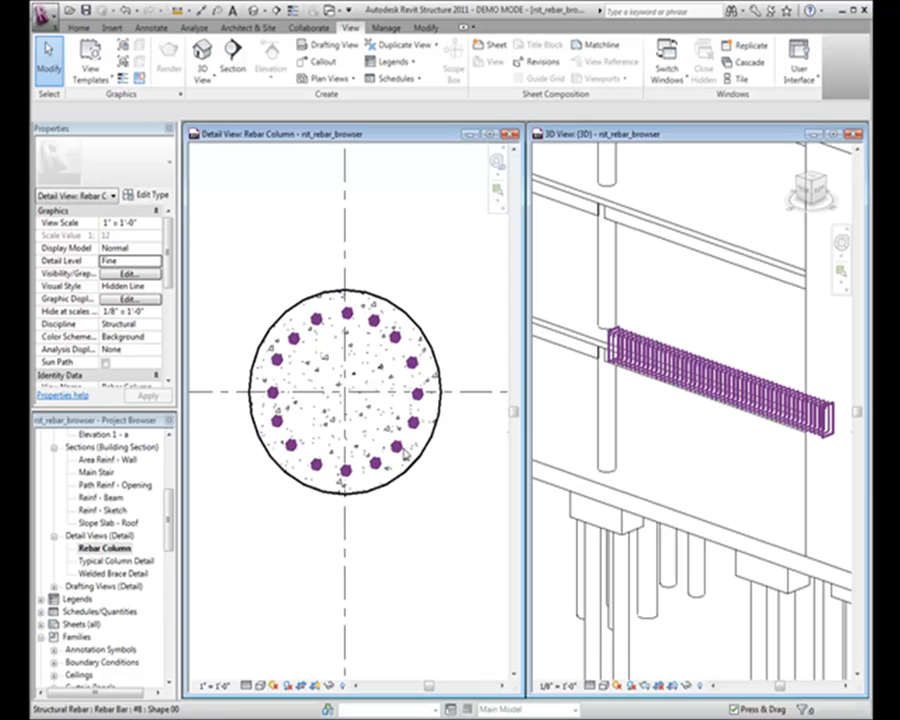 Autodesk Revit Structure 2011 - DEMO MODE - [rst_rebar_bro...
Type a keyword or phrase
Home Insert Annotate Analyze Architect & Site Collaborate View Manage Modify
Drafting View Duplicate View Sheet Title Block Matchline Replicate
Callout Legends View Revisions View Reference Cascade
Plan Views Schedules Guide Grid Viewports Tile
Modify View Templates Render 3D View Section Elevation Scope Box Switch Windows Close Hidden User Interface
Select Graphics Create Sheet Composition Windows
Properties
Detail View: Rebar C Edit Type
Graphics
View Scale 1" = 1'-0"
Scale Value 1: 12
Display Model Normal
Detail Level Fine
Visibility/Grap... Edit...
Visual Style Hidden Line
Graphic Displ... Edit...
Hide at scales ... 1/8" = 1'-0"
Discipline Structural
Color Scheme... Background
Analysis Displ... None
Sun Path
Identity Data
Properties help Apply
rst_rebar_browser - Project Browser
Elevation 1 - a
Sections (Building Section)
Area Reinf - Wall
Main Stair
Path Reinf - Opening
Reinf - Beam
Reinf - Sketch
Slope Slab - Roof
Detail Views (Detail)
Rebar Column
Typical Column Detail
Welded Brace Detail
Drafting Views (Detail)
Legends
Schedules/Quantities
Sheets (all)
Families
Annotation Symbols
Boundary Conditions
Ceilings
Detail View: Rebar Column - rst_rebar_browser
1" = 1'-0"
3D View: {3D} - rst_rebar_browser
1/8" = 1'-0"
Structural Rebar : Rebar Bar : #8 : Shape 00
Main Model
Press & Drag
:0